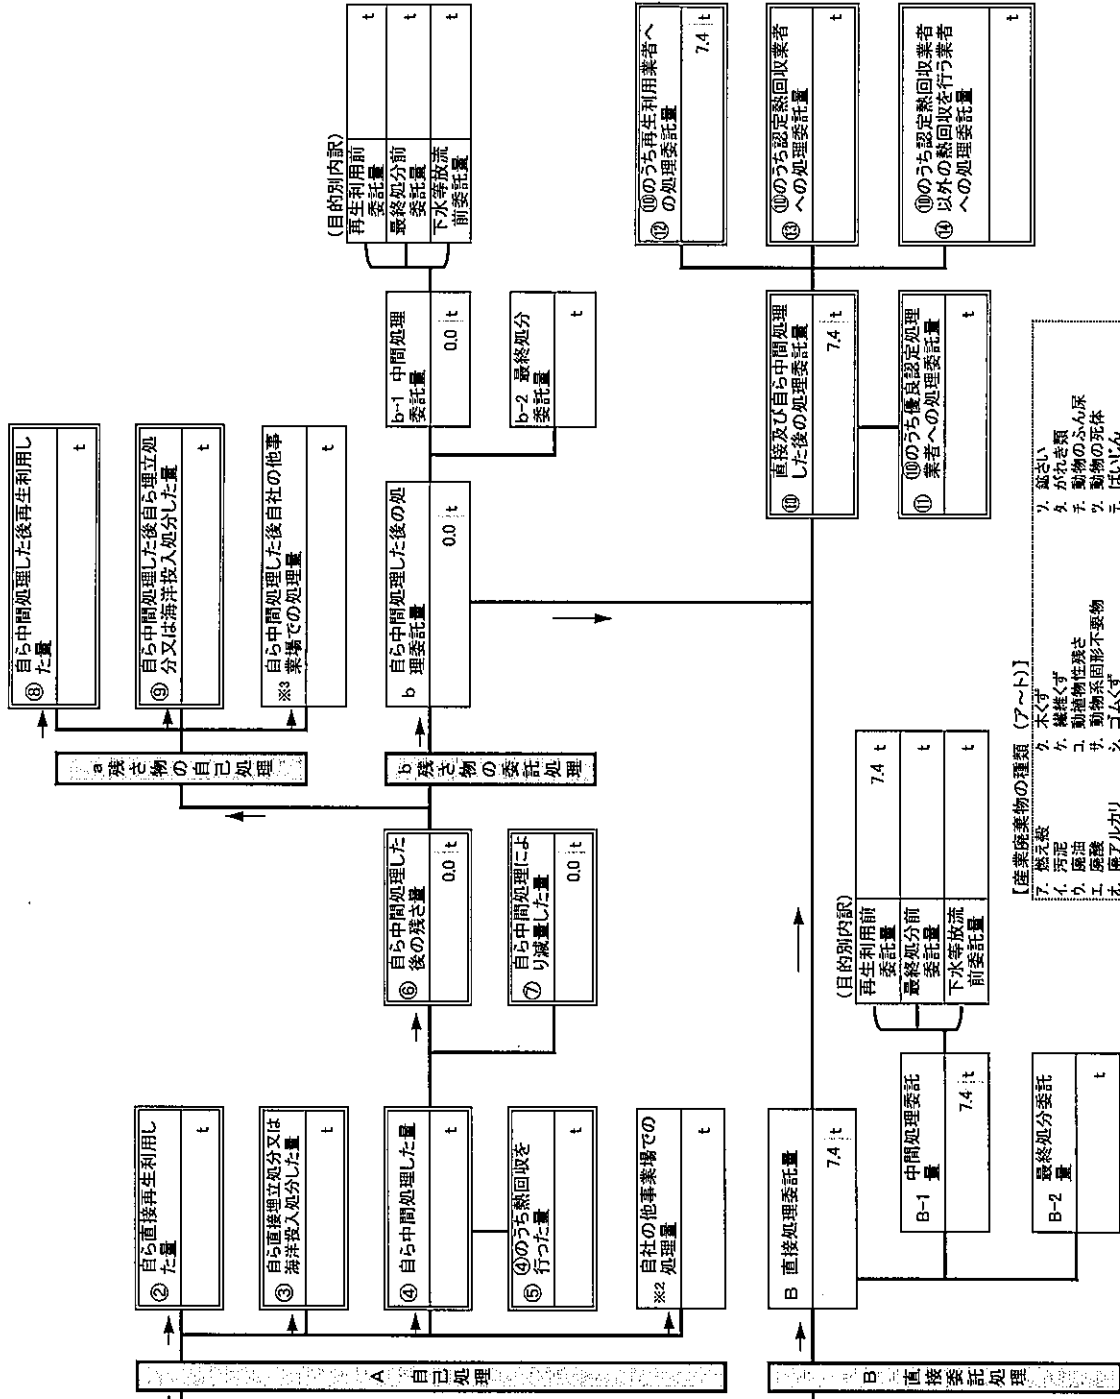 A 自己処理
② 自ら直接再生利用し
た量
t
③ 自ら直接埋立処分又は
海洋投入処分した量
t
④ 自ら中間処理した量
t
⑤ ④のうち熱回収を
行った量
t
※2 自社の他事業場での
処理量
t
⑥ 自ら中間処理した
後の残さ量
0.0 t
⑦ 自ら中間処理によ
り減量した量
0.0 t
a 残さ物の自己処理
⑧ 自ら中間処理した後再生利用し
た量
t
⑨ 自ら中間処理した後自ら埋立処
分又は海洋投入処分した量
t
※3 自ら中間処理した後自社の他事
業場での処理量
t
b 残さ物の委託処理
b 自ら中間処理した後の処
理委託量
0.0 t
b-1 中間処理
委託量
0.0 t
b-2 最終処分
委託量
t
(目的別内訳)
再生利用前
委託量
t
最終処分前
委託量
t
下水等放流
前委託量
t
B 直接委託処理
B 直接処理委託量
7.4 t
B-1 中間処理委託
量
7.4 t
B-2 最終処分委託
量
t
(目的別内訳)
再生利用前
委託量
7.4 t
最終処分前
委託量
t
下水等放流
前委託量
t
⑩ 直接及び自ら中間処理
した後の処理委託量
7.4 t
⑪ ⑩のうち優良認定処理
業者への処理委託量
t
⑫ ⑩のうち再生利用業者へ
の処理委託量
7.4 t
⑬ ⑩のうち認定熱回収業者
への処理委託量
t
⑭ ⑩のうち認定熱回収業者
以外の熱回収を行う業者
への処理委託量
t
[産業廃棄物の種類 (ア～ト)]
ア. 燃え殻
イ. 汚泥
ウ. 廃油
エ. 廃酸
オ. 廃アルカリ
ク. 木くず
ケ. 繊維くず
コ. 動植物性残さ
サ. 動物系固形不要物
シ. ゴムくず
ソ. 鉱さい
タ. がれき類
チ. 動物のふん尿
ツ. 動物の死体
テ. ばいじん